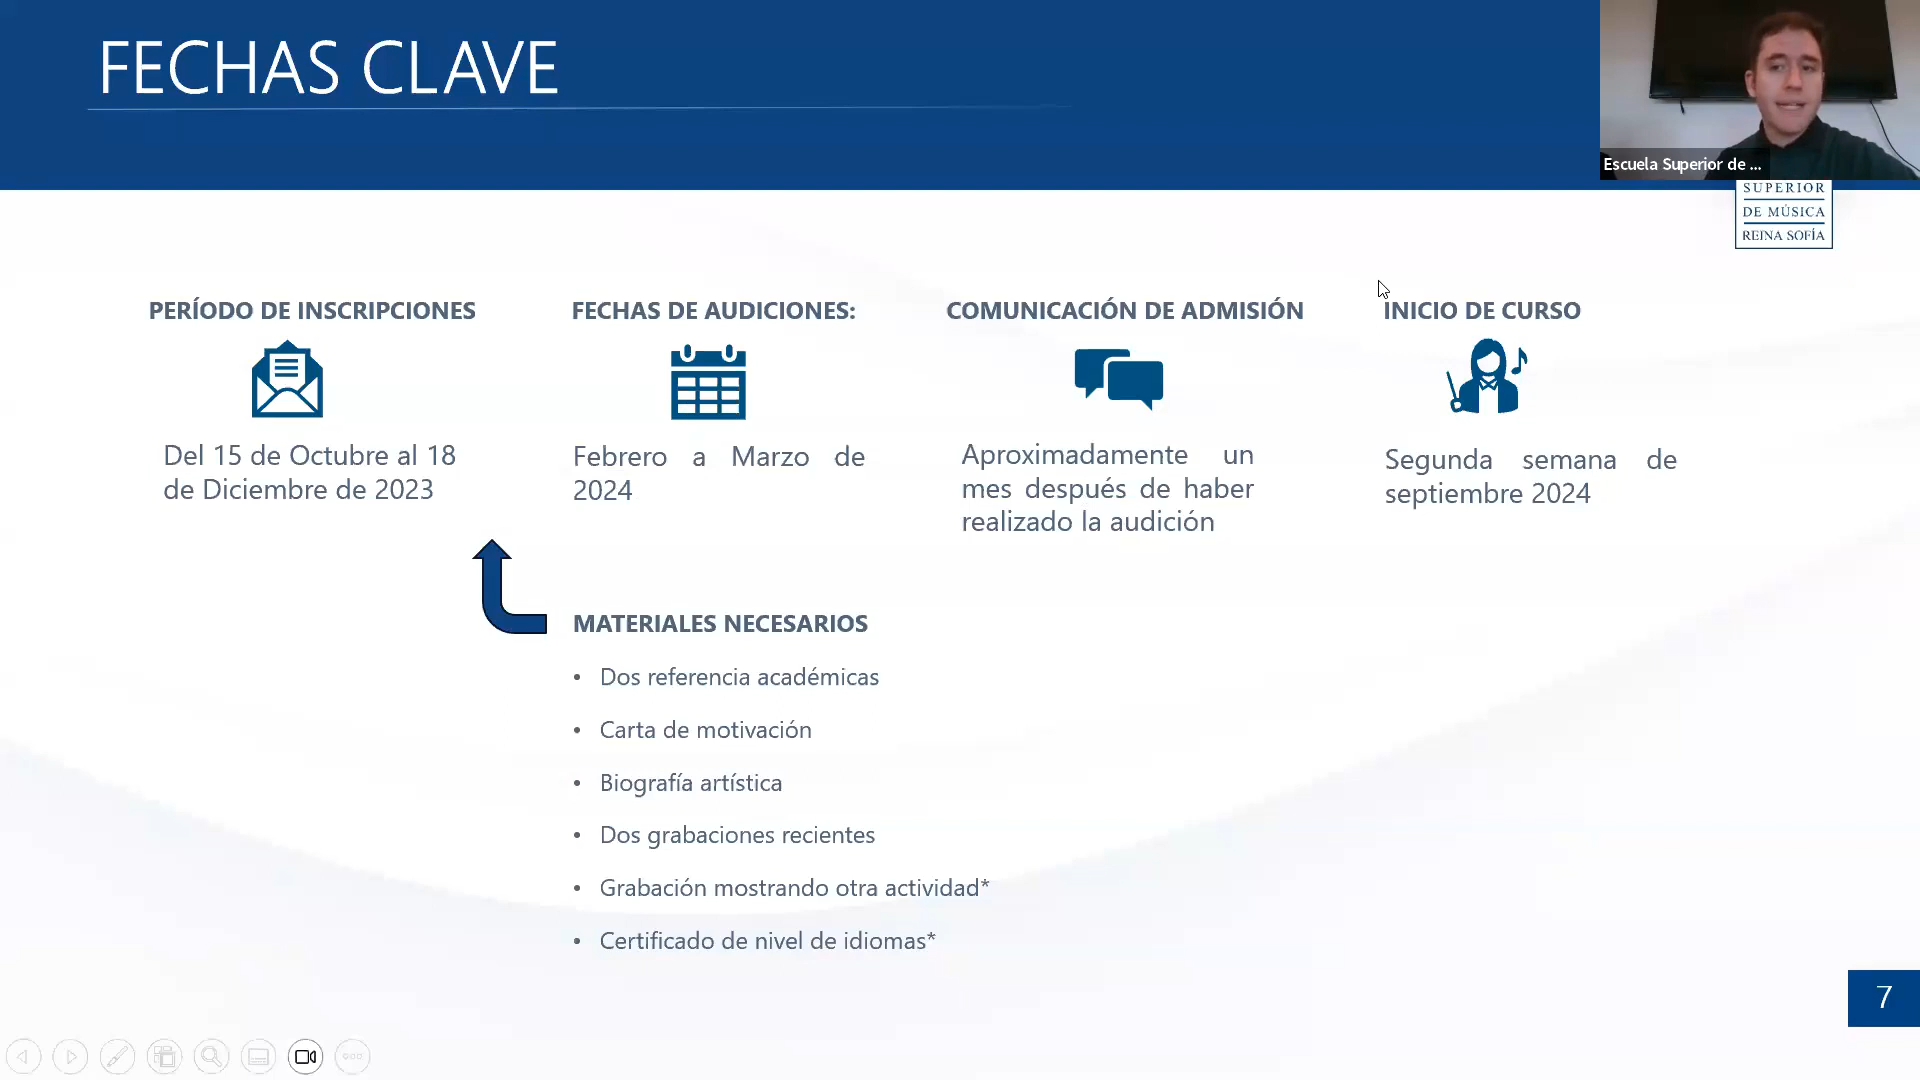 FECHAS CLAVE
Escuela Superior de ...
SUPERIOR
DE MÚSICA
REINA SOFÍA
PERÍODO DE INSCRIPCIONES
Del 15 de Octubre al 18
de Diciembre de 2023
FECHAS DE AUDICIONES:
Febrero a Marzo de
2024
COMUNICACIÓN DE ADMISIÓN
Aproximadamente un
mes después de haber
realizado la audición
INICIO DE CURSO
Segunda semana de
septiembre 2024
MATERIALES NECESARIOS
• Dos referencia académicas
• Carta de motivación
• Biografía artística
• Dos grabaciones recientes
• Grabación mostrando otra actividad*
• Certificado de nivel de idiomas*
7